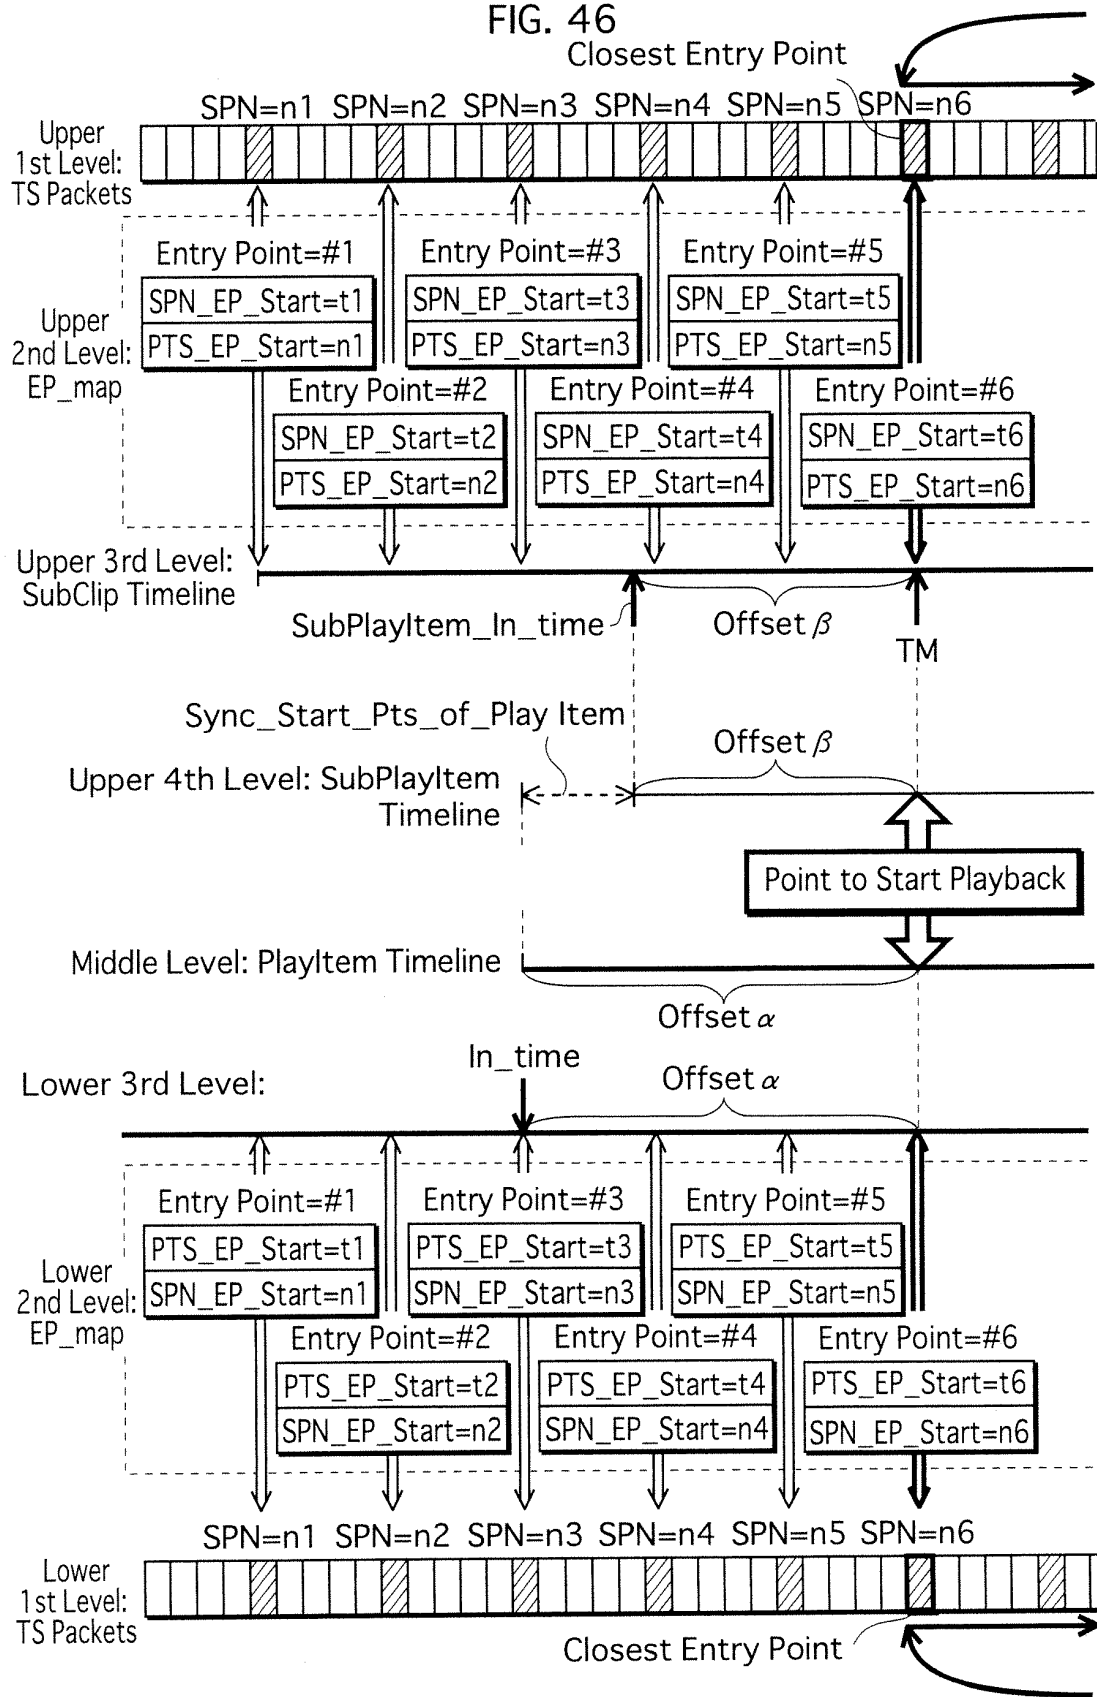 FIG. 46
Closest Entry Point
SPN=n1 SPN=n2 SPN=n3 SPN=n4 SPN=n5 SPN=n6
Upper
1st Level:
TS Packets
Entry Point=#1 Entry Point=#3 Entry Point=#5
SPN_EP_Start=t1 SPN_EP_Start=t3 SPN_EP_Start=t5
PTS_EP_Start=n1 PTS_EP_Start=n3 PTS_EP_Start=n5
Upper
2nd Level:
EP_map
Entry Point=#2 Entry Point=#4 Entry Point=#6
SPN_EP_Start=t2 SPN_EP_Start=t4 SPN_EP_Start=t6
PTS_EP_Start=n2 PTS_EP_Start=n4 PTS_EP_Start=n6
Upper 3rd Level:
SubClip Timeline
SubPlayItem_In_time
Offset β
TM
Sync_Start_Pts_of_Play Item
Offset β
Upper 4th Level: SubPlayItem
Timeline
Point to Start Playback
Middle Level: PlayItem Timeline
Offset α
In_time
Lower 3rd Level:
Offset α
Entry Point=#1 Entry Point=#3 Entry Point=#5
PTS_EP_Start=t1 PTS_EP_Start=t3 PTS_EP_Start=t5
SPN_EP_Start=n1 SPN_EP_Start=n3 SPN_EP_Start=n5
Lower
2nd Level:
EP_map
Entry Point=#2 Entry Point=#4 Entry Point=#6
PTS_EP_Start=t2 PTS_EP_Start=t4 PTS_EP_Start=t6
SPN_EP_Start=n2 SPN_EP_Start=n4 SPN_EP_Start=n6
SPN=n1 SPN=n2 SPN=n3 SPN=n4 SPN=n5 SPN=n6
Lower
1st Level:
TS Packets
Closest Entry Point